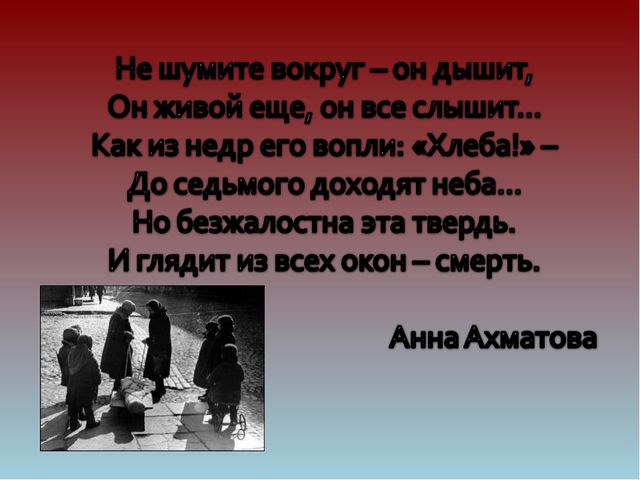 Не шумите вокруг – он дышит,
Он живой еще, он все слышит...
Как из недр его вопли: «Хлеба!» –
До седьмого доходят неба...
Но безжалостна эта твердь.
И глядит из всех окон – смерть.
Анна Ахматова